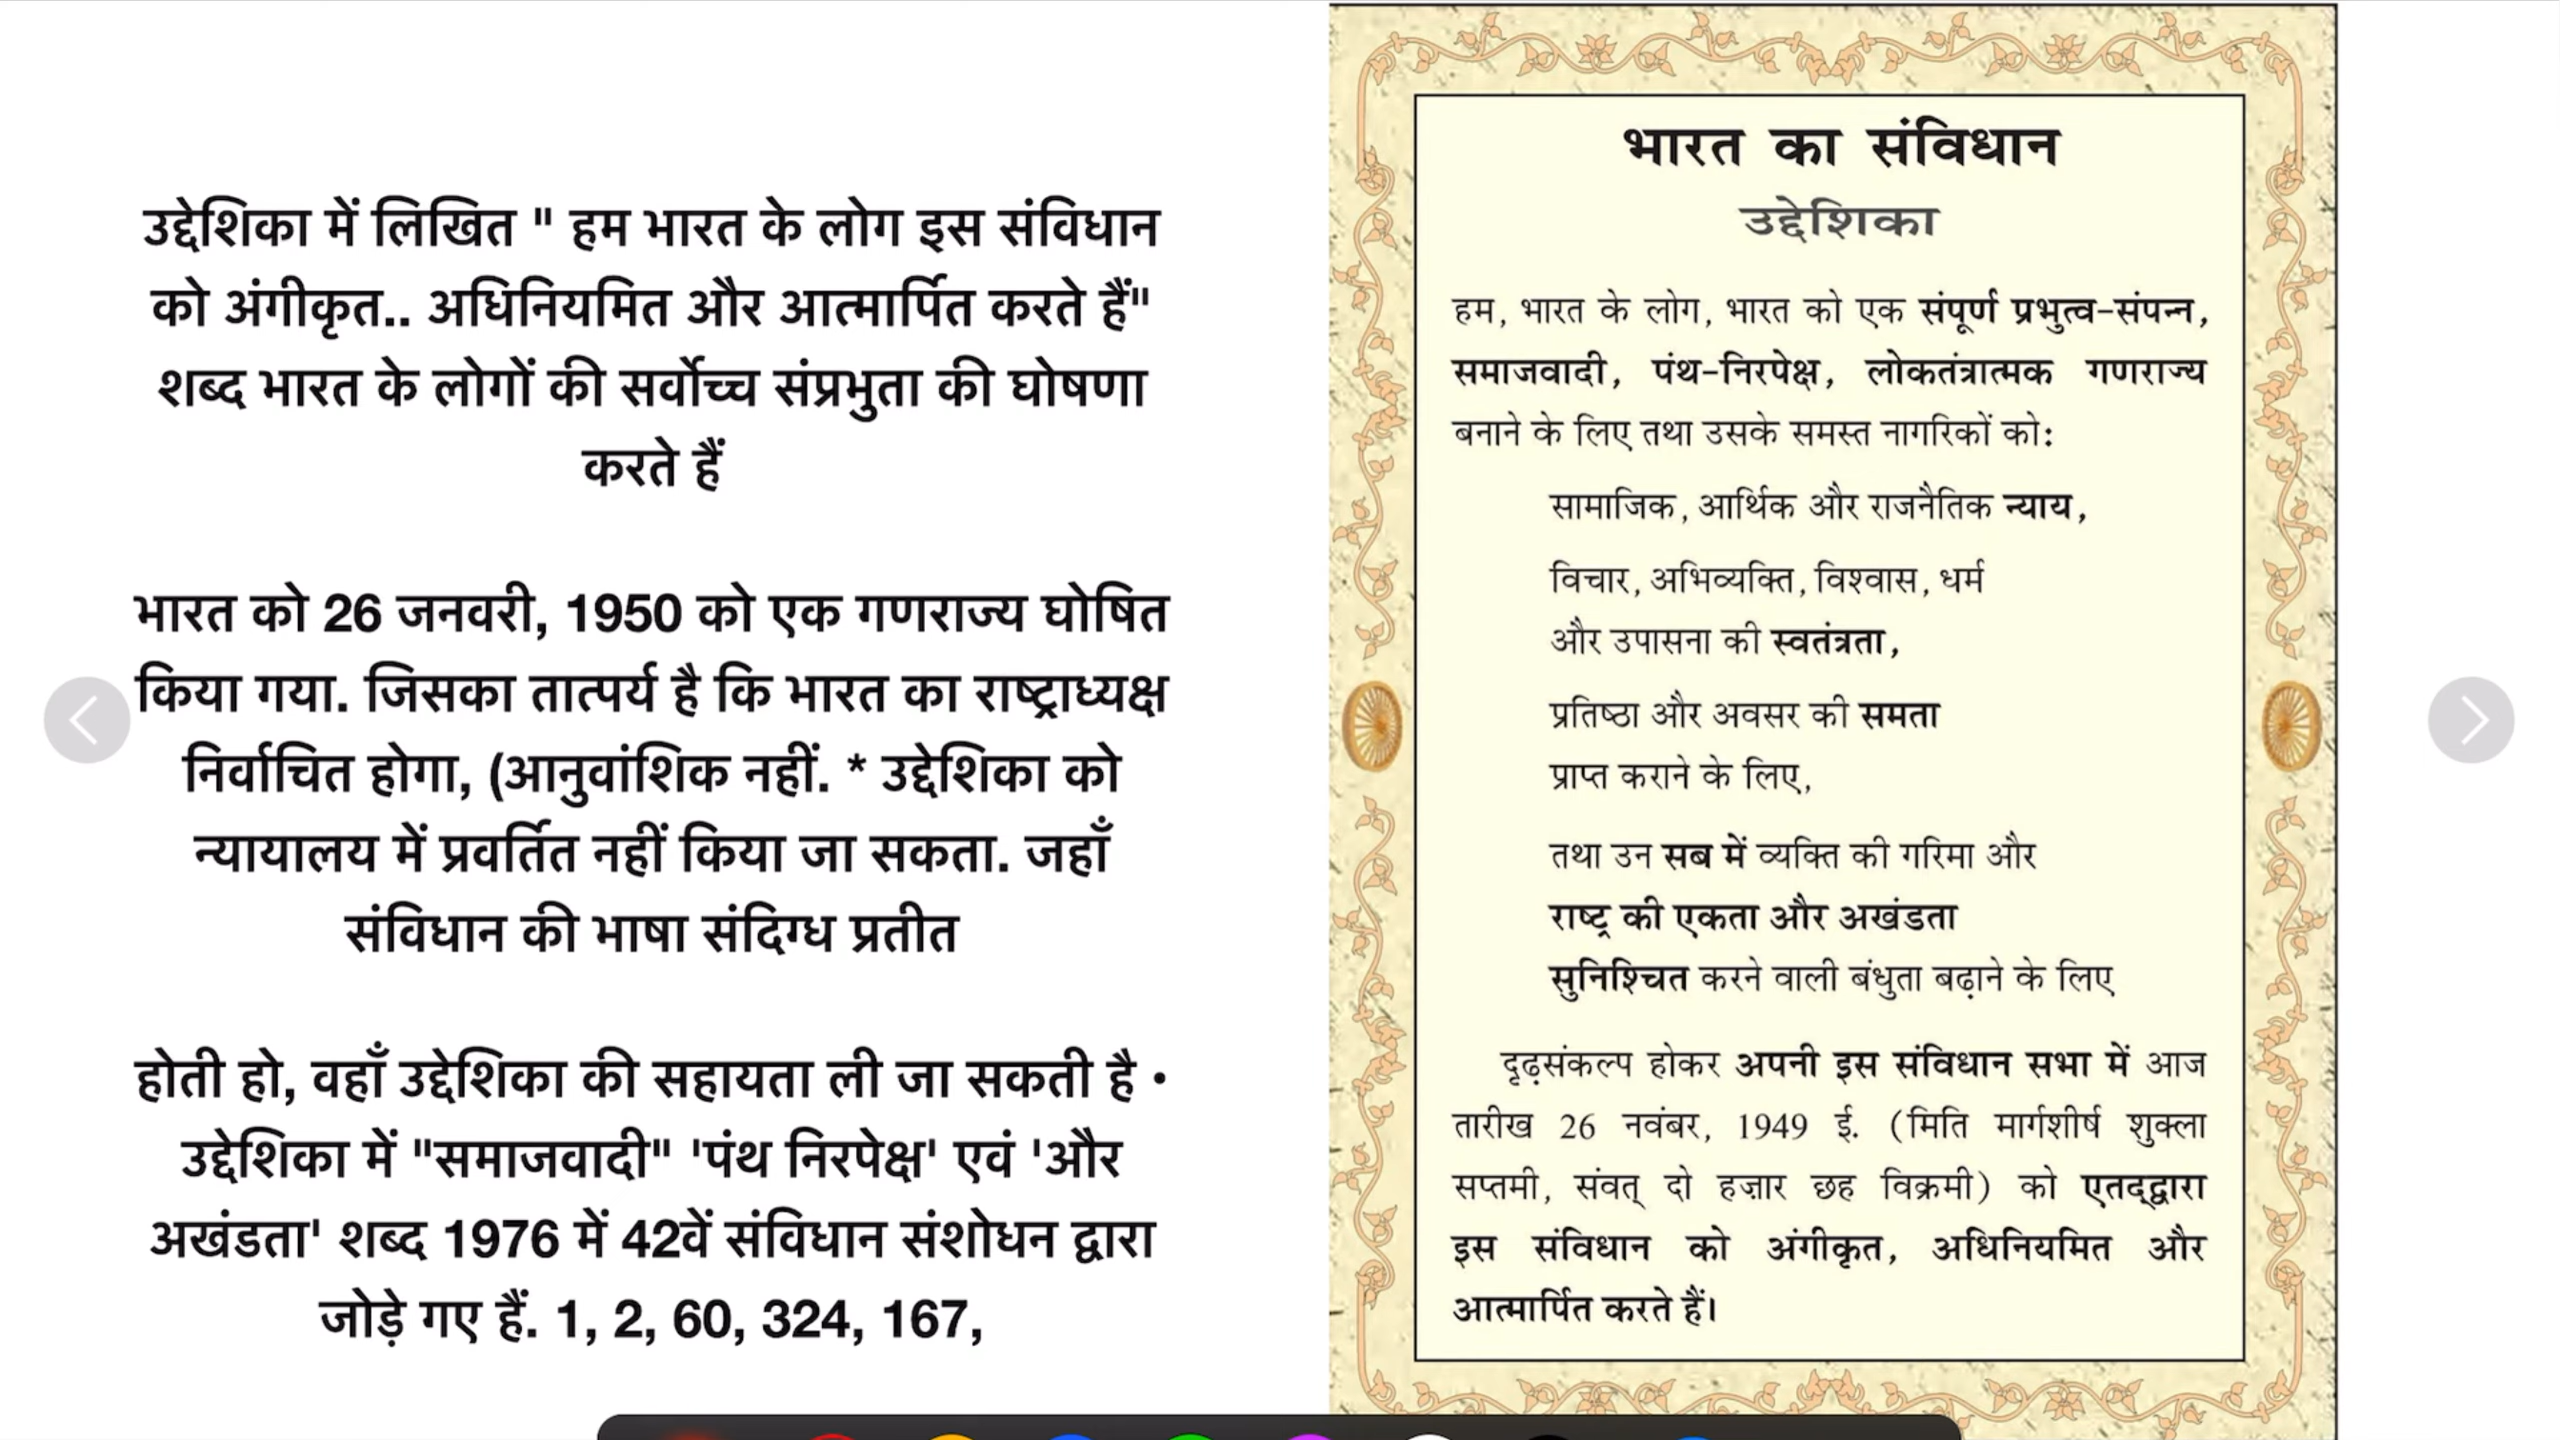 उद्देशिका में लिखित " हम भारत के लोग इस संविधान
को अंगीकृत.. अधिनियमित और आत्मार्पित करते हैं"
शब्द भारत के लोगों की सर्वोच्च संप्रभुता की घोषणा
करते हैं
भारत को 26 जनवरी, 1950 को एक गणराज्य घोषित
किया गया. जिसका तात्पर्य है कि भारत का राष्ट्राध्यक्ष
निर्वाचित होगा, (आनुवांशिक नहीं. * उद्देशिका को
न्यायालय में प्रवर्तित नहीं किया जा सकता. जहाँ
संविधान की भाषा संदिग्ध प्रतीत
होती हो, वहाँ उद्देशिका की सहायता ली जा सकती है •
उद्देशिका में "समाजवादी" 'पंथ निरपेक्ष' एवं 'और
अखंडता' शब्द 1976 में 42वें संविधान संशोधन द्वारा
जोड़े गए हैं. 1, 2, 60, 324, 167,
भारत का संविधान
उद्देशिका
हम, भारत के लोग, भारत को एक संपूर्ण प्रभुत्व-संपन्न,
समाजवादी, पंथ-निरपेक्ष, लोकतंत्रात्मक गणराज्य
बनाने के लिए तथा उसके समस्त नागरिकों को:
सामाजिक, आर्थिक और राजनैतिक न्याय,
विचार, अभिव्यक्ति, विश्वास, धर्म
और उपासना की स्वतंत्रता,
प्रतिष्ठा और अवसर की समता
प्राप्त कराने के लिए,
तथा उन सब में व्यक्ति की गरिमा और
राष्ट्र की एकता और अखंडता
सुनिश्चित करने वाली बंधुता बढ़ाने के लिए
दृढ़संकल्प होकर अपनी इस संविधान सभा में आज
तारीख 26 नवंबर, 1949 ई. (मिति मार्गशीर्ष शुक्ला
सप्तमी, संवत् दो हज़ार छह विक्रमी) को एतद्द्वारा
इस संविधान को अंगीकृत, अधिनियमित और
आत्मार्पित करते हैं।